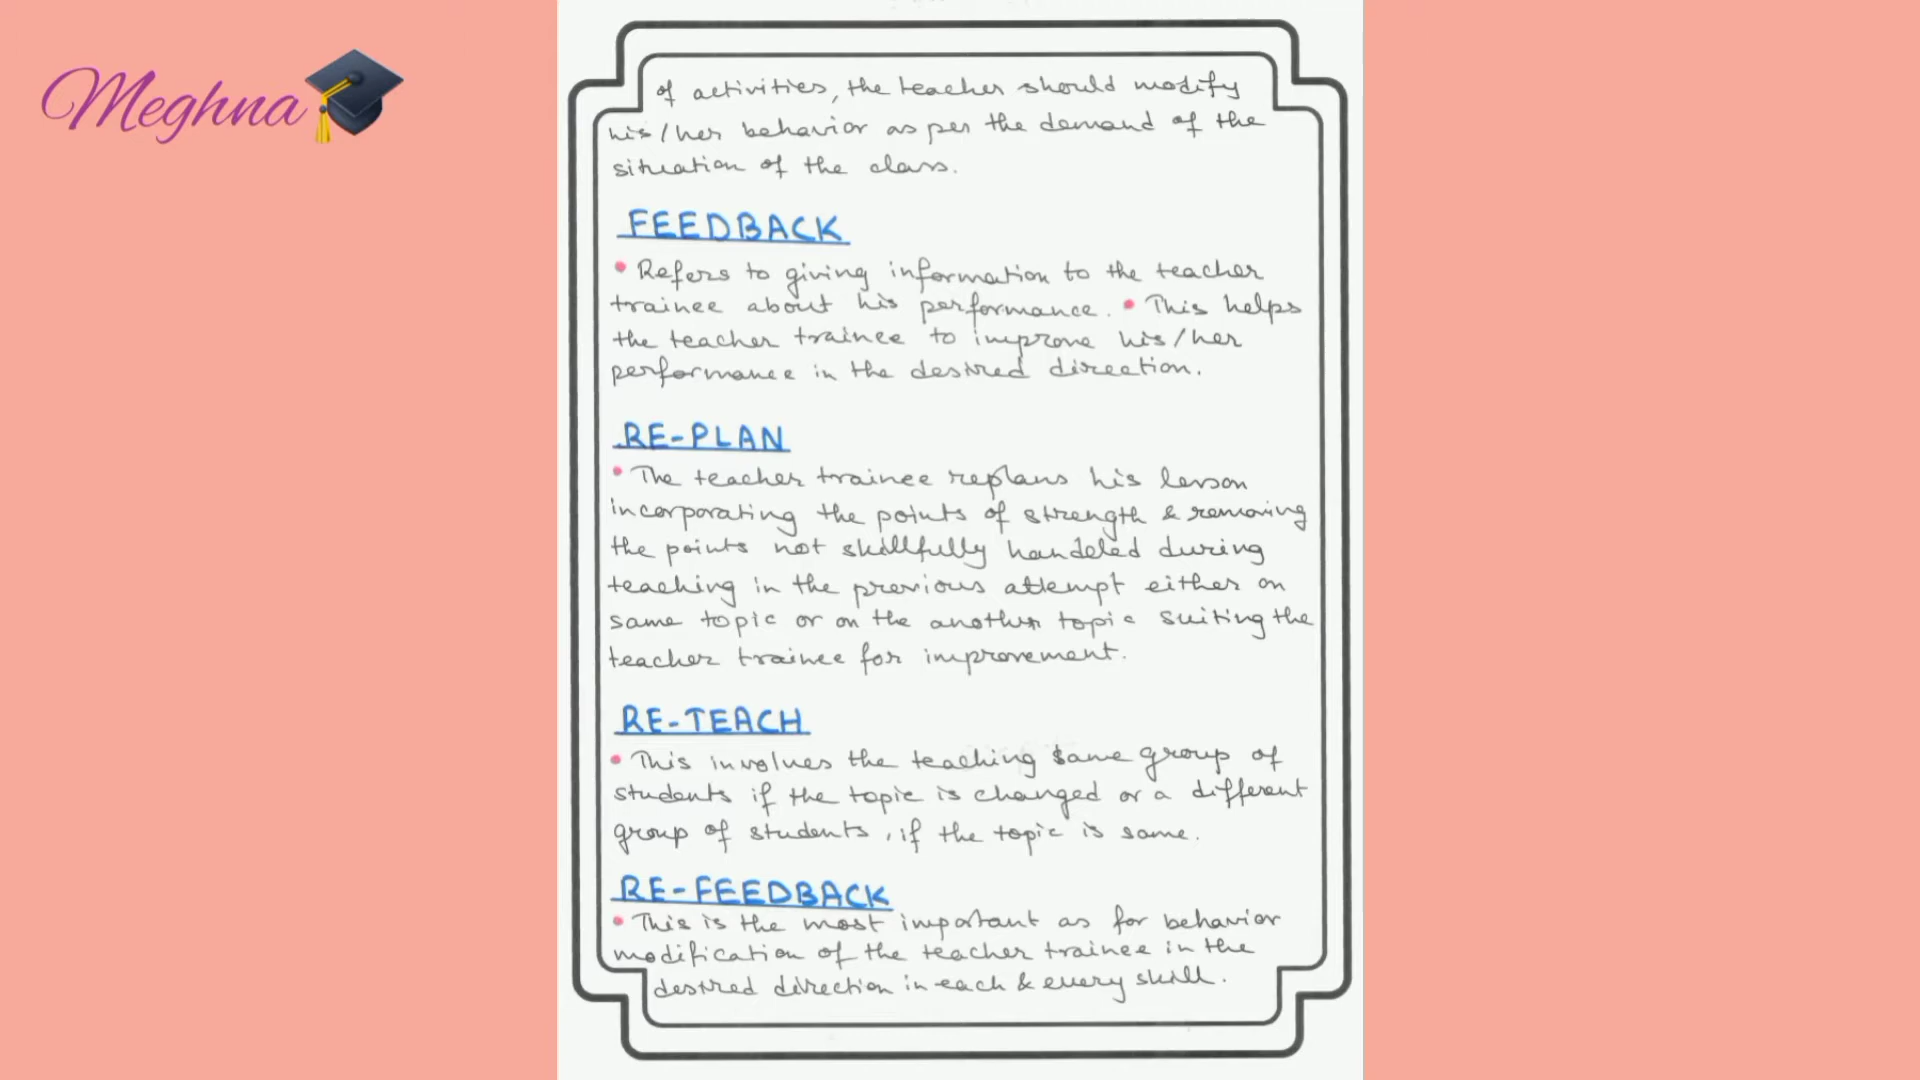 Meghna
of activities, the teacher should modify
his/her behavior as per the demand of the
situation of the class.
FEEDBACK
• Refers to giving information to the teacher
trainee about his performance. • This helps
the teacher trainee to improve his/her
performance in the desired direction.
RE-PLAN
• The teacher trainee replans his lesson
incorporating the points of strength & removing
the points not skillfully handeled during
teaching in the previous attempt either on
same topic or on the another topic suiting the
teacher trainee for improvement.
RE-TEACH
• This involves the teaching same group of
students if the topic is changed or a different
group of students, if the topic is same.
RE-FEEDBACK
• This is the most important as for behavior
modification of the teacher trainee in the
desired direction in each & every skill.